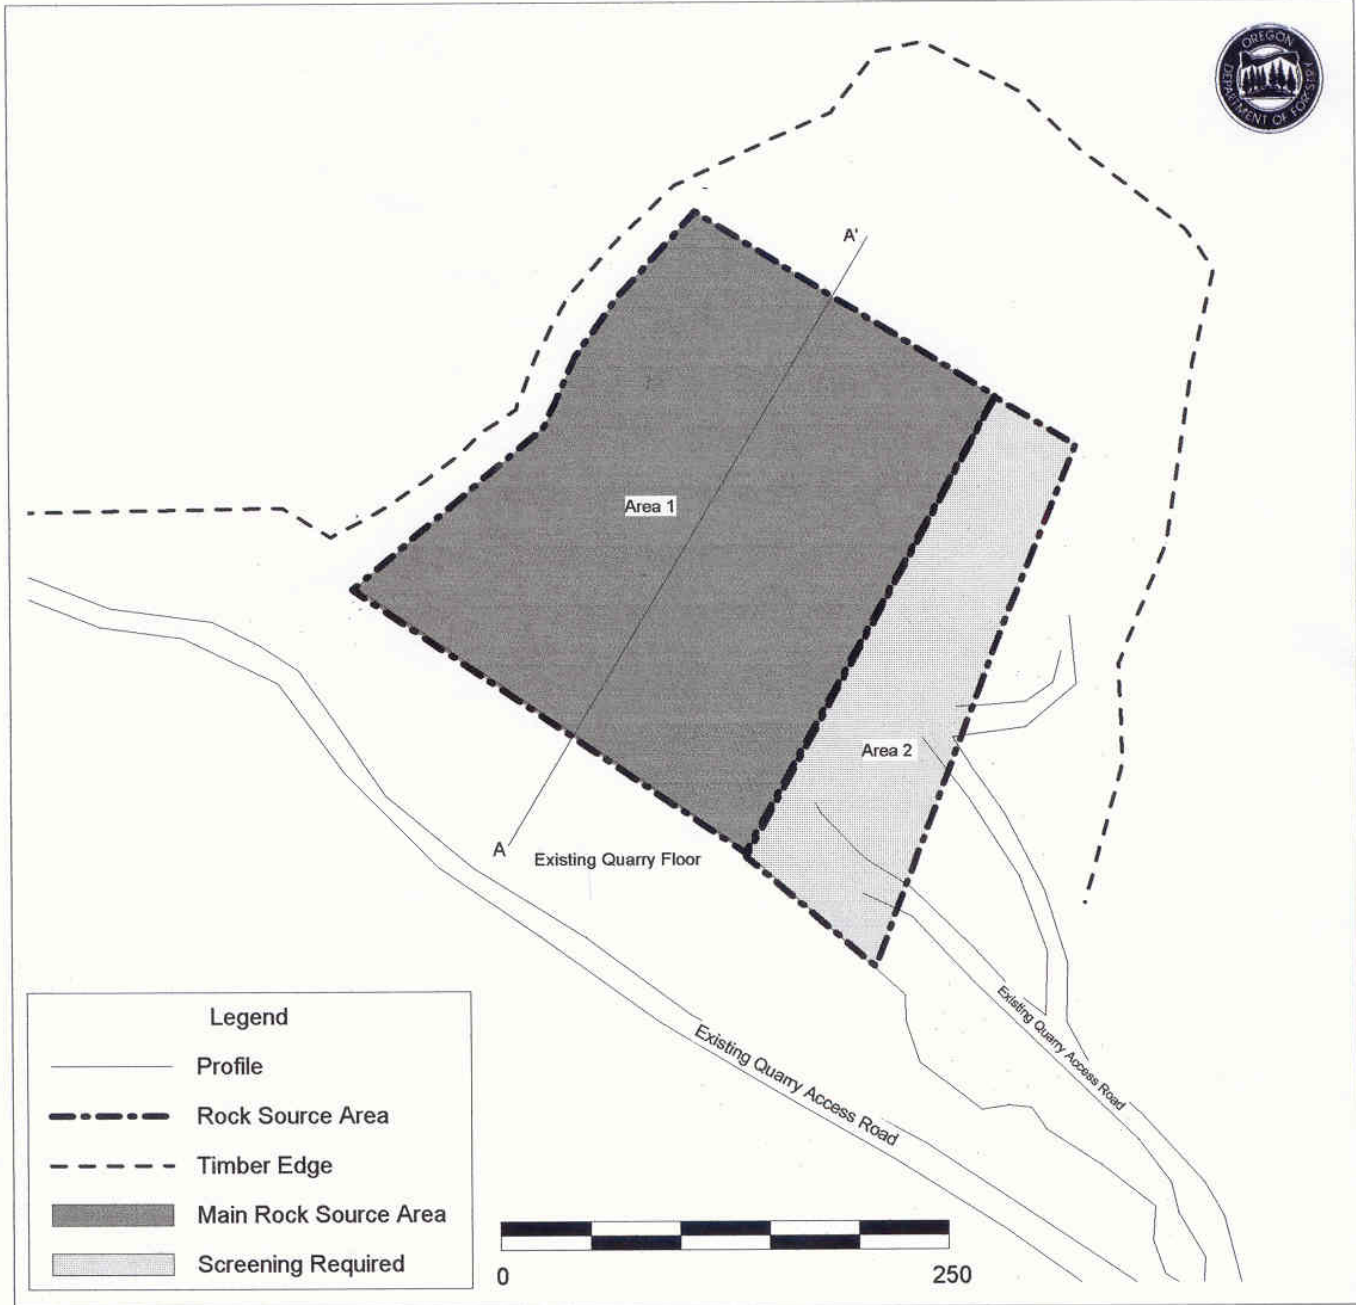 OREGON
DEPARTMENT OF FORESTRY
A'
Area 1
Area 2
A
Existing Quarry Floor
Existing Quarry Access Road
Existing Quarry Access Road
Legend
Profile
Rock Source Area
Timber Edge
Main Rock Source Area
Screening Required
0
250